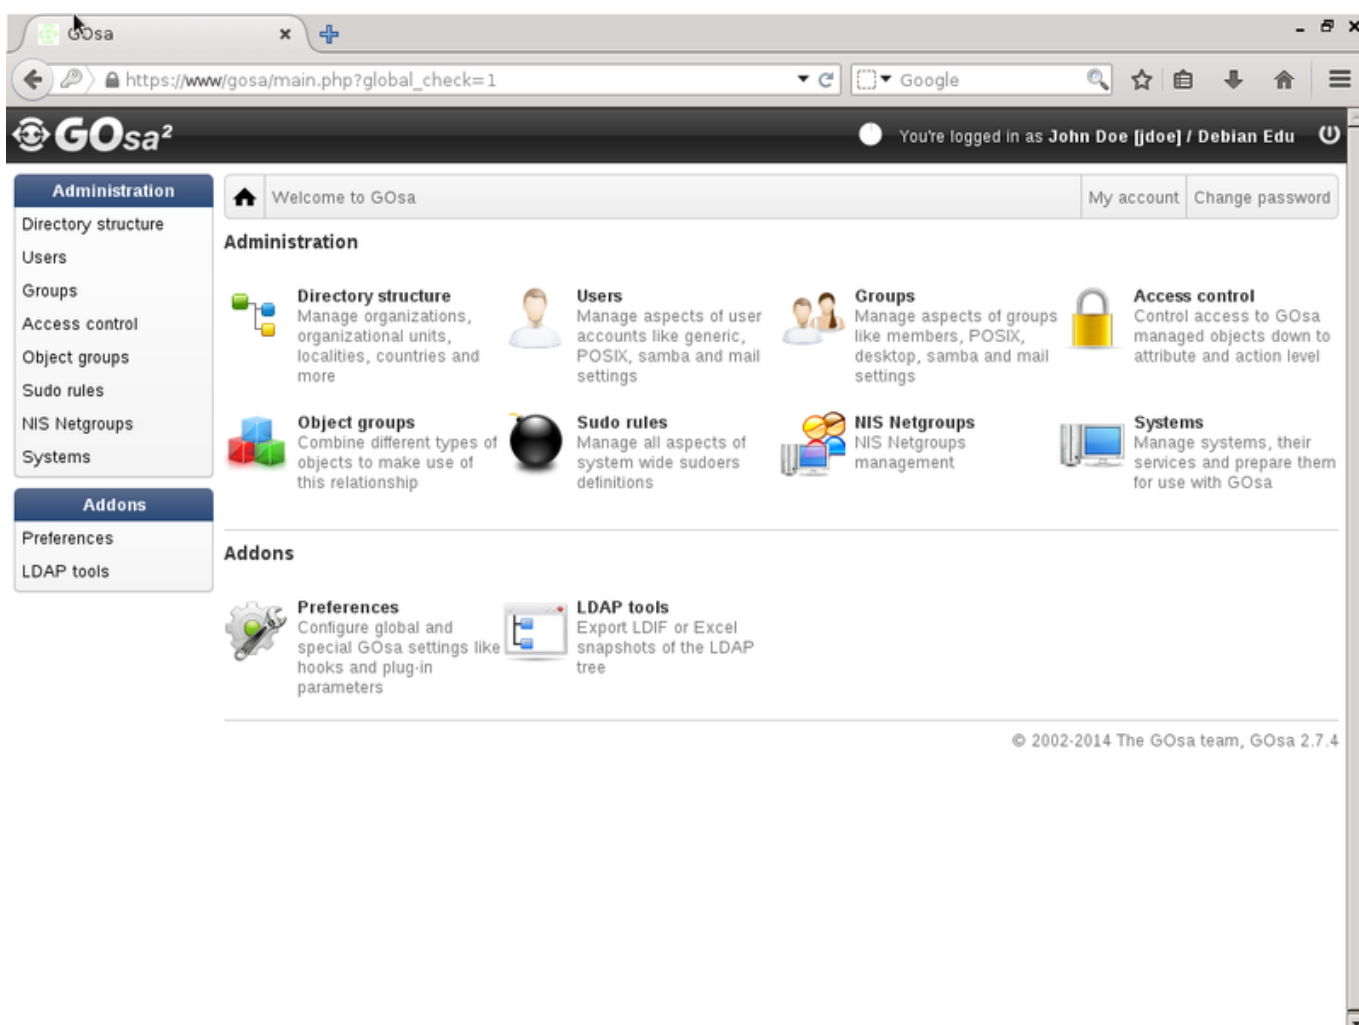 GOsa
https://www/gosa/main.php?global_check=1
Google
GOsa²
You're logged in as John Doe [jdoe] / Debian Edu
Administration
Directory structure
Users
Groups
Access control
Object groups
Sudo rules
NIS Netgroups
Systems
Addons
Preferences
LDAP tools
Welcome to GOsa
My account
Change password
Administration
Directory structure
Manage organizations,
organizational units,
localities, countries and
more
Users
Manage aspects of user
accounts like generic,
POSIX, samba and mail
settings
Groups
Manage aspects of groups
like members, POSIX,
desktop, samba and mail
settings
Access control
Control access to GOsa
managed objects down to
attribute and action level
Object groups
Combine different types of
objects to make use of
this relationship
Sudo rules
Manage all aspects of
system wide sudoers
definitions
NIS Netgroups
NIS Netgroups
management
Systems
Manage systems, their
services and prepare them
for use with GOsa
Addons
Preferences
Configure global and
special GOsa settings like
hooks and plug-in
parameters
LDAP tools
Export LDIF or Excel
snapshots of the LDAP
tree
© 2002-2014 The GOsa team, GOsa 2.7.4